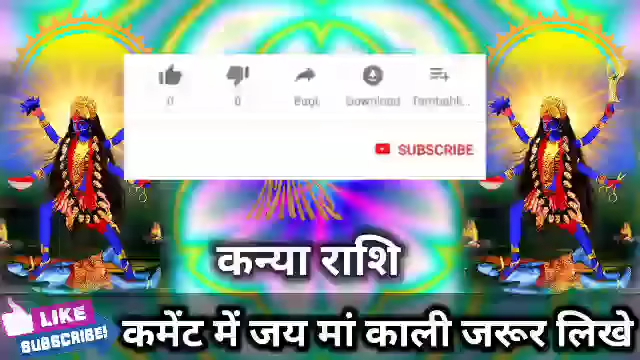 0 0 Bagi Download Tambahk...
SUBSCRIBE
कन्या राशि
LIKE
SUBSCRIBE!
कमेंट में जय मां काली जरूर लिखे